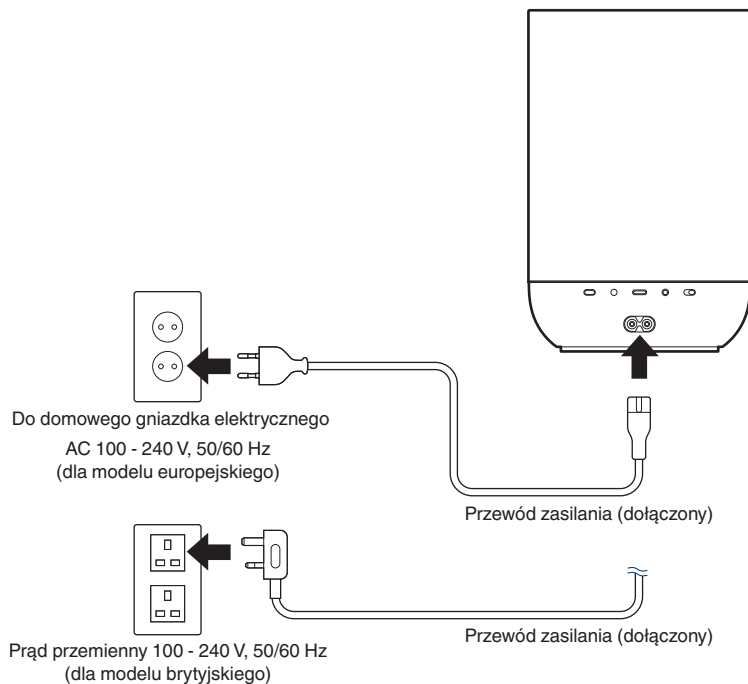 Do domowego gniazdka elektrycznego
AC 100 - 240 V, 50/60 Hz
(dla modelu europejskiego)
Przewód zasilania (dołączony)
Prąd przemienny 100 - 240 V, 50/60 Hz
(dla modelu brytyjskiego)
Przewód zasilania (dołączony)